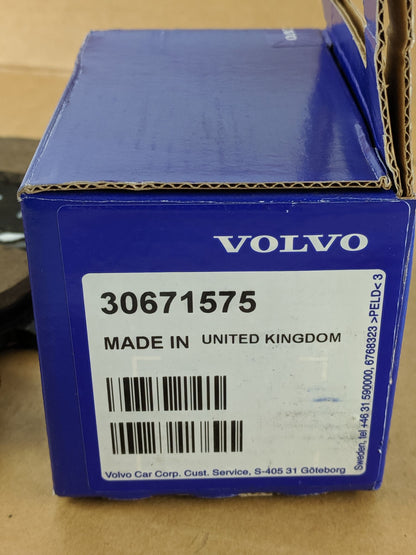 VOLVO
30671575
MADE IN UNITED KINGDOM
Volvo Car Corp. Cust. Service, S-405 31 Göteborg
Sweden, tel +46 31 590000, 6768323 >PELD< 3